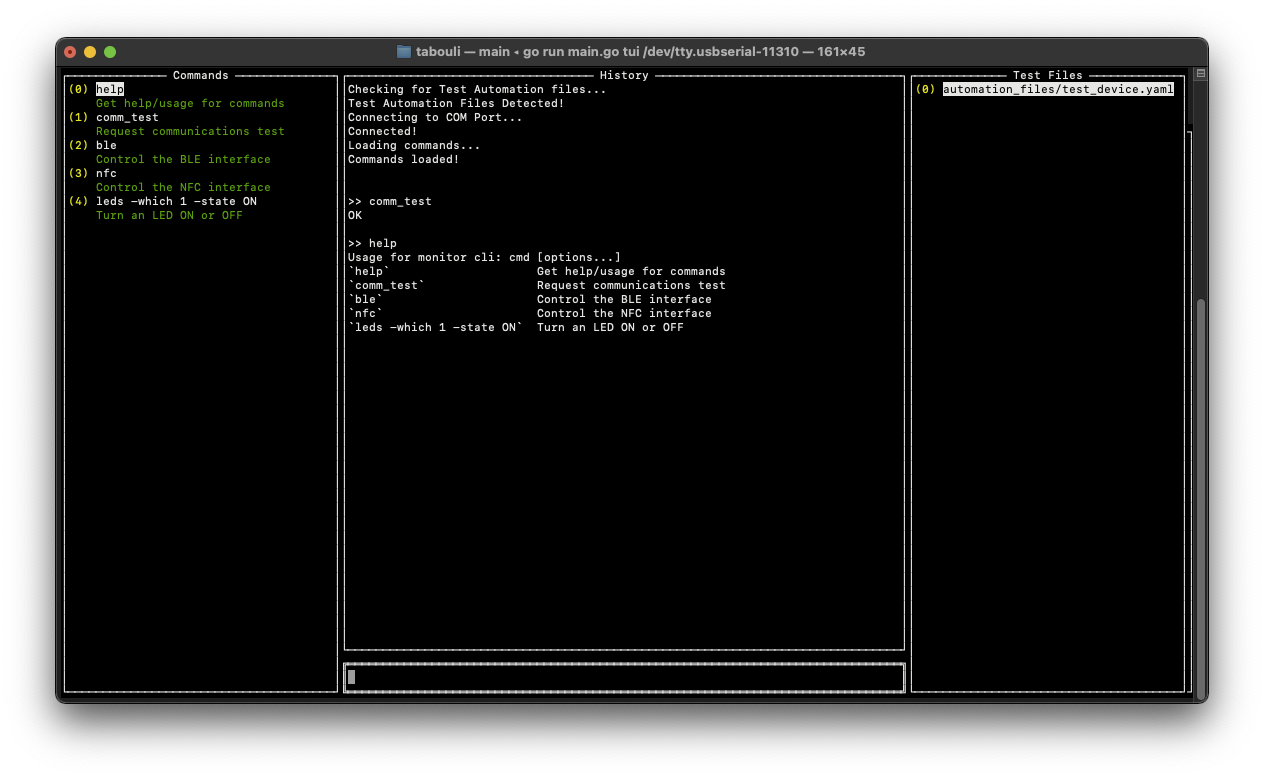 tabouli — main ◂ go run main.go tui /dev/tty.usbserial-11310 — 161×45
Commands
(0) help
Get help/usage for commands
(1) comm_test
Request communications test
(2) ble
Control the BLE interface
(3) nfc
Control the NFC interface
(4) leds -which 1 -state ON
Turn an LED ON or OFF
History
Checking for Test Automation files...
Test Automation Files Detected!
Connecting to COM Port...
Connected!
Loading commands...
Commands loaded!
>> comm_test
OK
>> help
Usage for monitor cli: cmd [options...]
`help` Get help/usage for commands
`comm_test` Request communications test
`ble` Control the BLE interface
`nfc` Control the NFC interface
`leds -which 1 -state ON` Turn an LED ON or OFF
Test Files
(0) automation_files/test_device.yaml